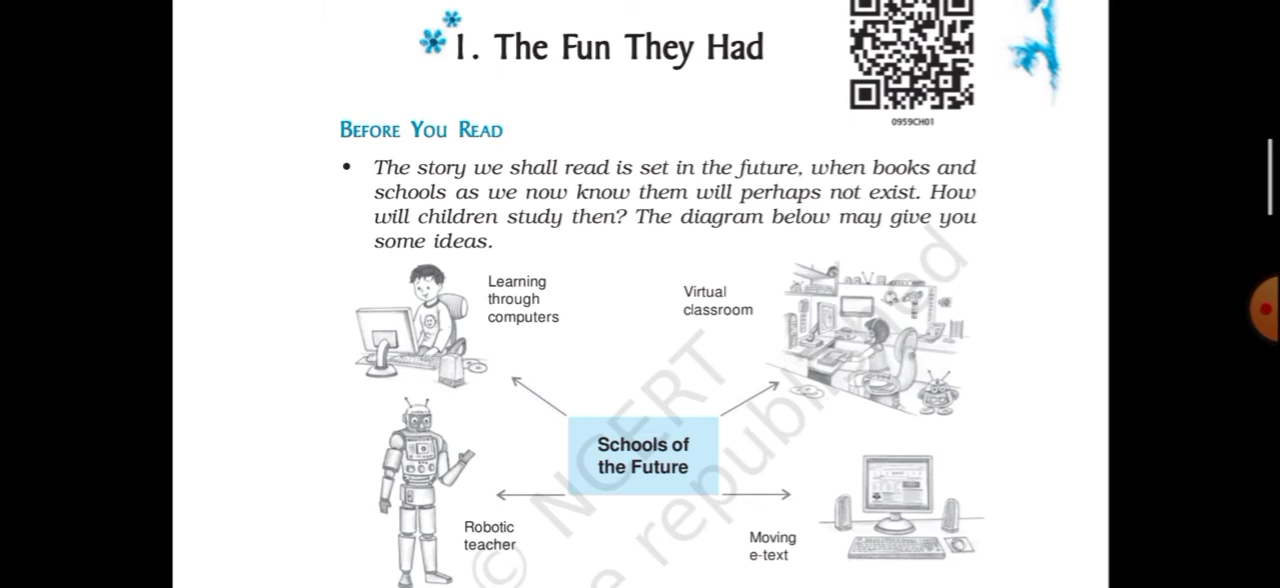 1. The Fun They Had
0959CH01
BEFORE YOU READ
• The story we shall read is set in the future, when books and
schools as we now know them will perhaps not exist. How
will children study then? The diagram below may give you
some ideas.
Learning
through
computers
Virtual
classroom
Schools of
the Future
Robotic
teacher
Moving
e-text
© NCERT
republished